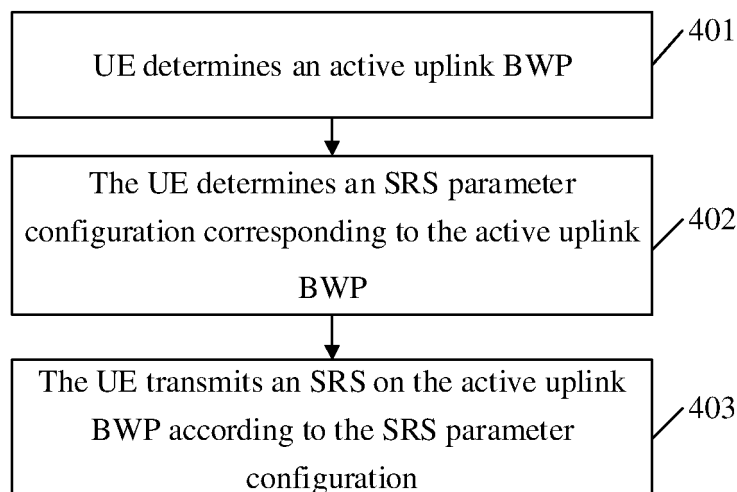 UE determines an active uplink BWP
401
The UE determines an SRS parameter
configuration corresponding to the active uplink
BWP
402
The UE transmits an SRS on the active uplink
BWP according to the SRS parameter
configuration
403